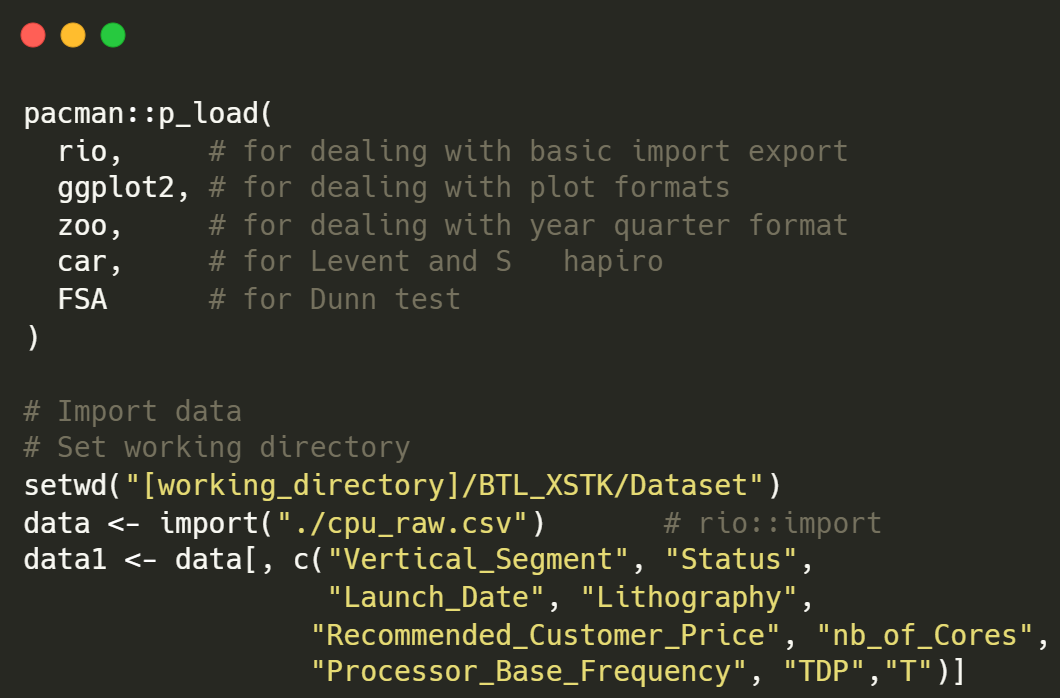 pacman::p_load(
  rio,     # for dealing with basic import export
  ggplot2, # for dealing with plot formats
  zoo,     # for dealing with year quarter format
  car,     # for Levent and S   hapiro
  FSA      # for Dunn test
)

# Import data
# Set working directory
setwd("[working_directory]/BTL_XSTK/Dataset")
data <- import("./cpu_raw.csv")       # rio::import
data1 <- data[, c("Vertical_Segment", "Status",
                  "Launch_Date", "Lithography",
                 "Recommended_Customer_Price", "nb_of_Cores",
                 "Processor_Base_Frequency", "TDP","T")]